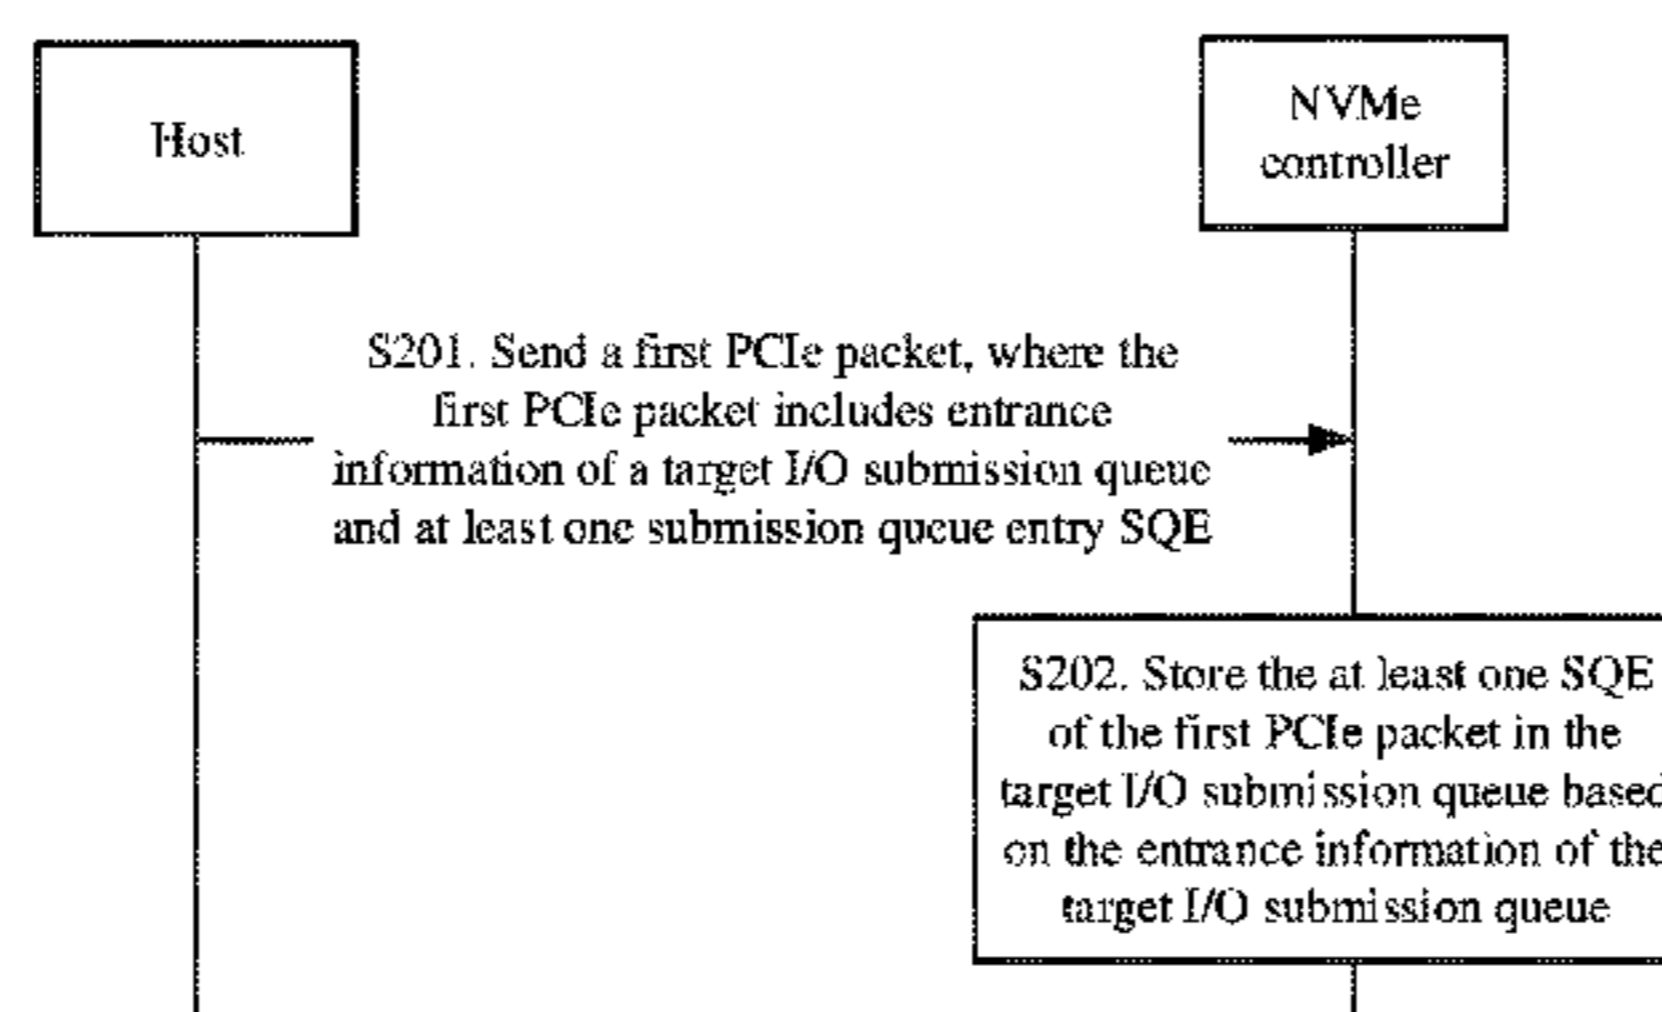 Host
NVMe
controller
S201. Send a first PCIe packet, where the
first PCIe packet includes entrance
information of a target I/O submission queue
and at least one submission queue entry SQE
S202. Store the at least one SQE
of the first PCIe packet in the
target I/O submission queue based
on the entrance information of the
target I/O submission queue